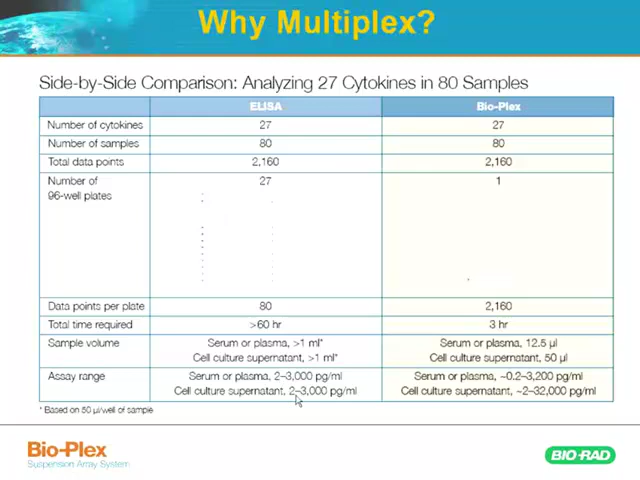 Why Multiplex?
Side-by-Side Comparison: Analyzing 27 Cytokines in 80 Samples
ELISA Bio-Plex
Number of cytokines 27 27
Number of samples 80 80
Total data points 2,160 2,160
Number of 27 1
96-well plates
Data points per plate 80 2,160
Total time required >60 hr 3 hr
Sample volume Serum or plasma, >1 ml* Serum or plasma, 12.5 µl
Cell culture supernatant, >1 ml* Cell culture supernatant, 50 µl
Assay range Serum or plasma, 2–3,000 pg/ml Serum or plasma, ~0.2–3,200 pg/ml
Cell culture supernatant, 2–3,000 pg/ml Cell culture supernatant, ~2–32,000 pg/ml
* Based on 50 µl/well of sample
Bio-Plex
Suspension Array System
BIO-RAD